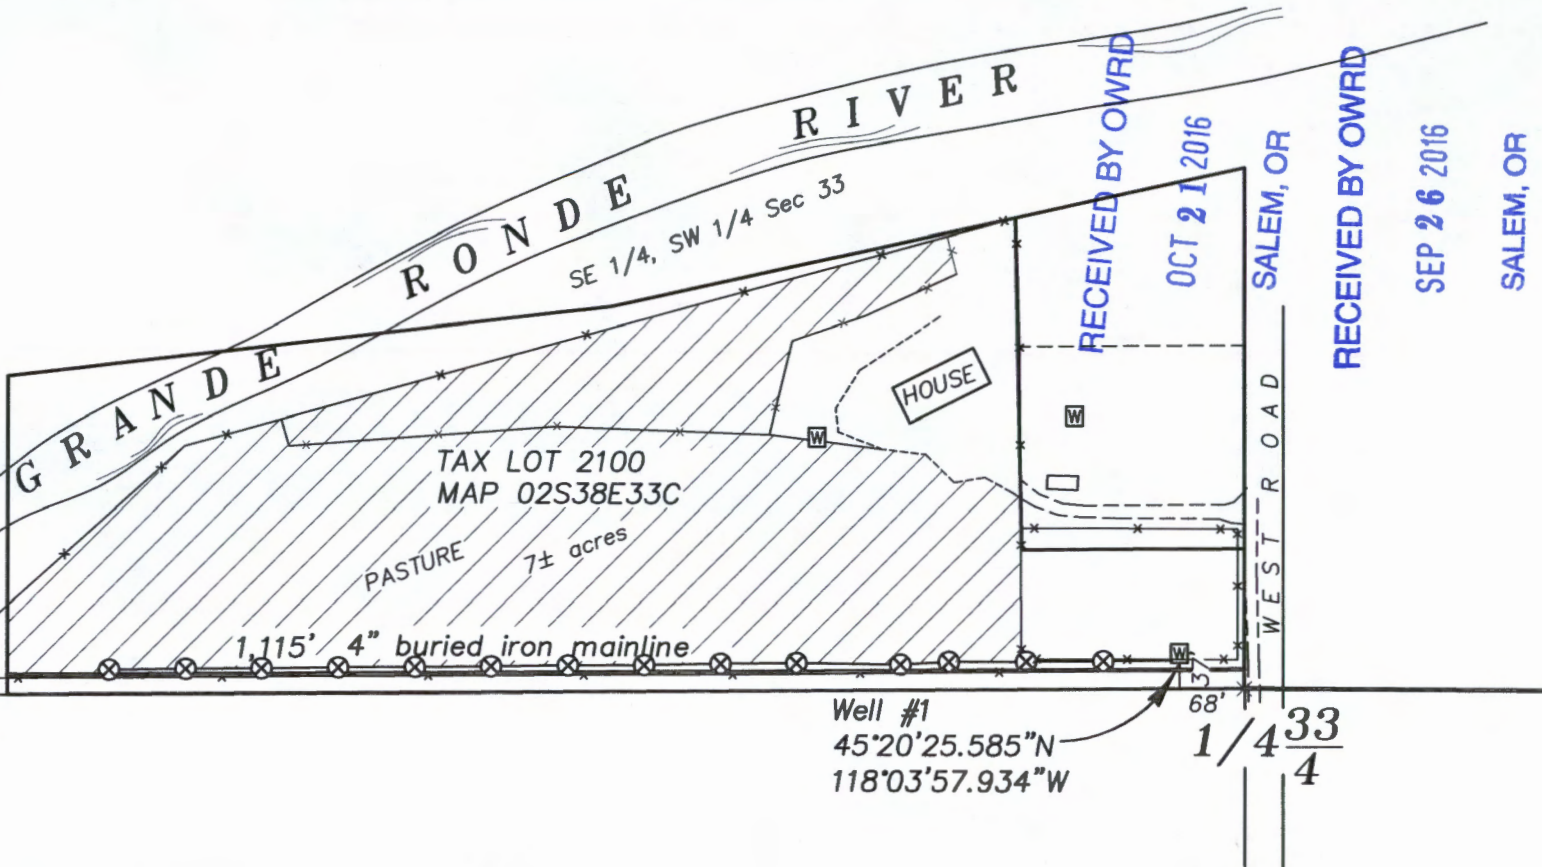 GRANDE RONDE RIVER
SE 1/4, SW 1/4 Sec 33
RECEIVED BY OWRD
OCT 21 2016
SALEM, OR
RECEIVED BY OWRD
SEP 26 2016
SALEM, OR
HOUSE
W
W
TAX LOT 2100
MAP 02S38E33C
PASTURE 7± acres
WEST ROAD
1,115' 4" buried iron mainline
W
37'
68'
Well #1
45°20'25.585"N
118°03'57.934"W
1/4 33
4